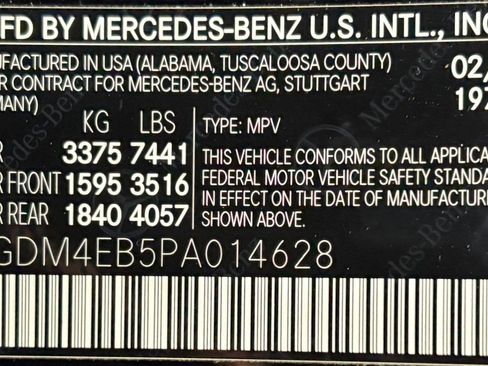 FD BY MERCEDES-BENZ U.S. INTL., INC
UFACTURED IN USA (ALABAMA, TUSCALOOSA COUNTY) 02/
R CONTRACT FOR MERCEDES-BENZ AG, STUTTGART 197
MANY)
KG LBS TYPE: MPV
R 3375 7441 THIS VEHICLE CONFORMS TO ALL APPLICA
R FRONT 1595 3516 FEDERAL MOTOR VEHICLE SAFETY STANDA
R REAR 1840 4057 IN EFFECT ON THE DATE OF MANUFACTUR
SHOWN ABOVE.
GDM4EB5PA014628